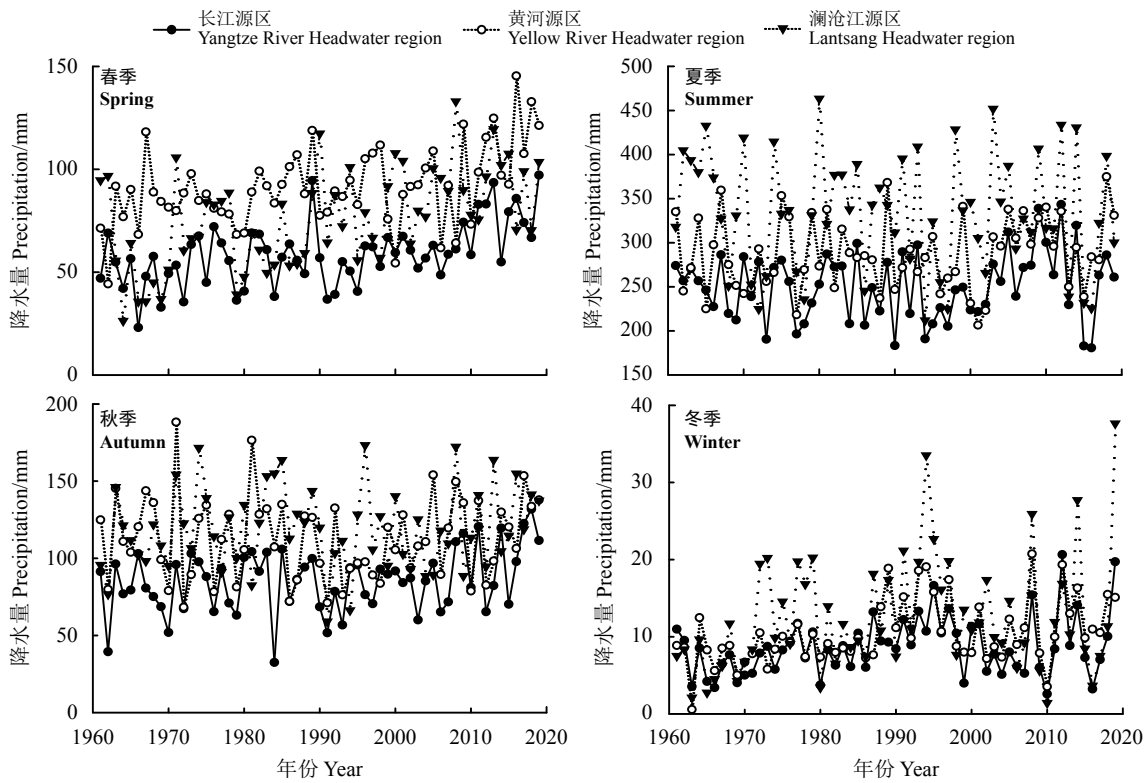 长江源区 黄河源区 澜沧江源区
Yangtze River Headwater region Yellow River Headwater region Lantsang Headwater region
春季
Spring
降水量 Precipitation/mm
150
100
50
0
夏季
Summer
降水量 Precipitation/mm
500
450
400
350
300
250
200
150
秋季
Autumn
降水量 Precipitation/mm
200
150
100
50
0
1960 1970 1980 1990 2000 2010 2020
年份 Year
冬季
Winter
降水量 Precipitation/mm
40
30
20
10
0
1960 1970 1980 1990 2000 2010 2020
年份 Year